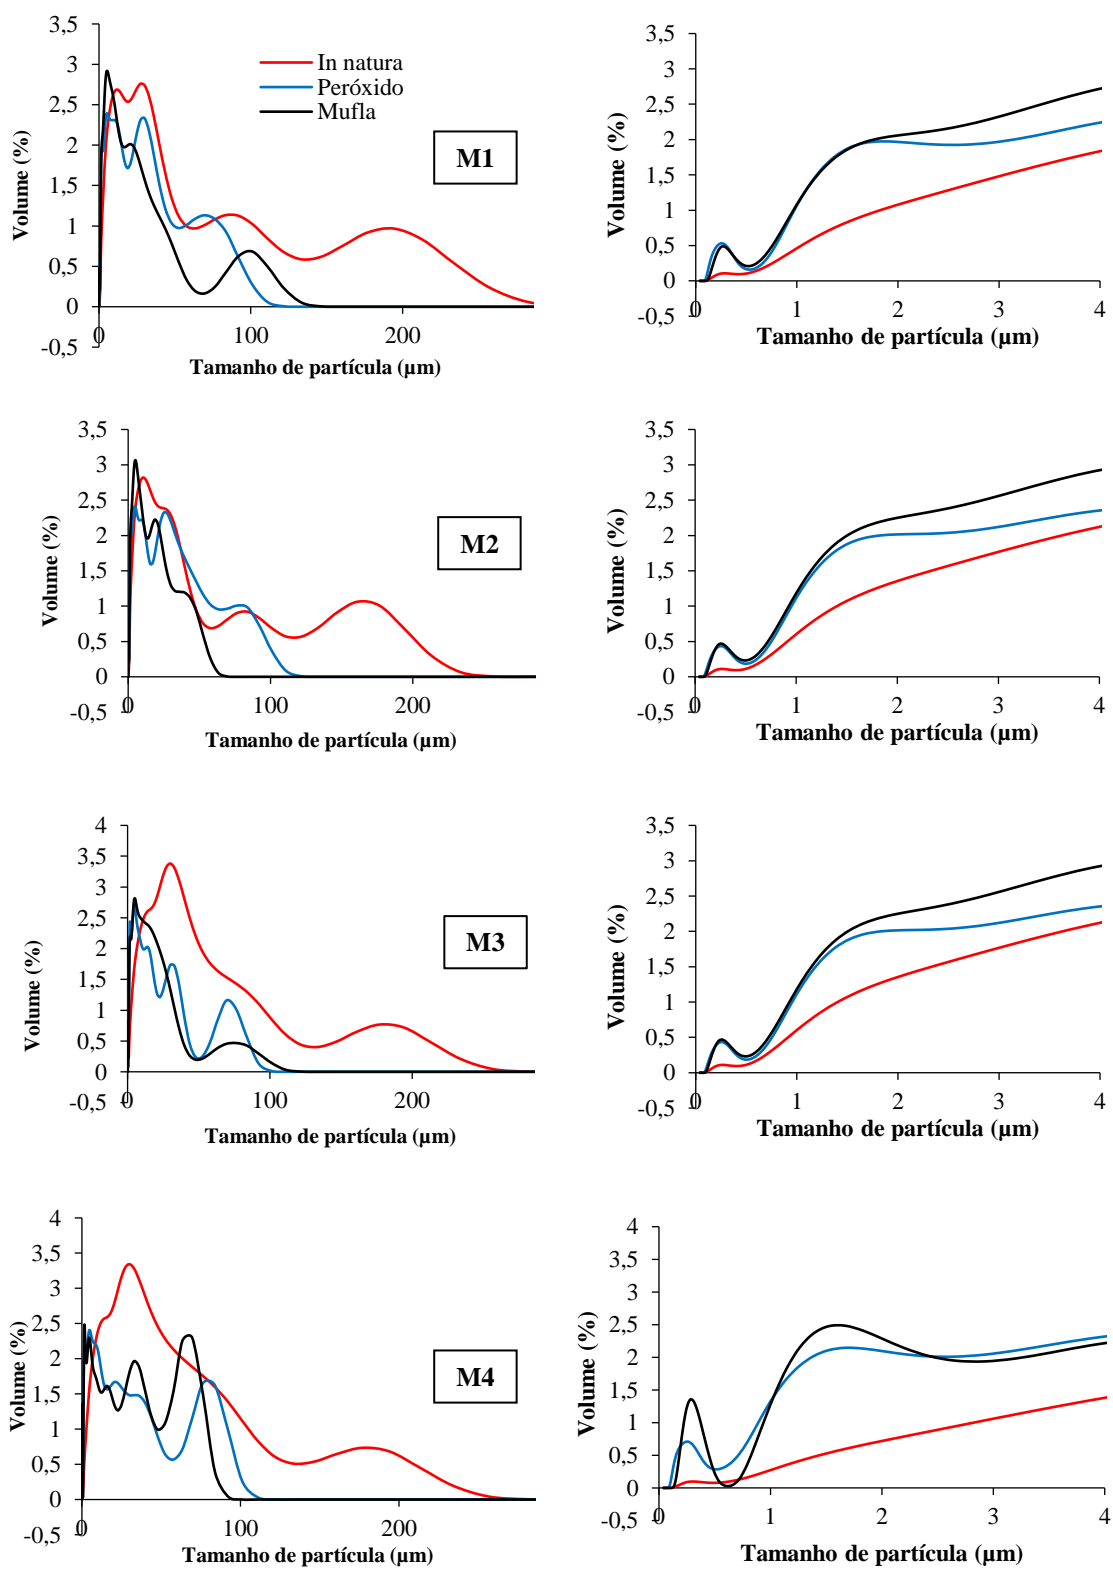 3,5
3
2,5
2
1,5
1
0,5
0
-0,5
Volume (%)
In natura
Peróxido
Mufla
M1
0 100 200
Tamanho de partícula (µm)
3,5
3
2,5
2
1,5
1
0,5
0
-0,5
Volume (%)
0 1 2 3 4
Tamanho de partícula (µm)
3,5
3
2,5
2
1,5
1
0,5
0
-0,5
Volume (%)
M2
0 100 200
Tamanho de partícula (µm)
3,5
3
2,5
2
1,5
1
0,5
0
-0,5
Volume (%)
0 1 2 3 4
Tamanho de partícula (µm)
4
3,5
3
2,5
2
1,5
1
0,5
0
-0,5
Volume (%)
M3
0 100 200
Tamanho de partícula (µm)
3,5
3
2,5
2
1,5
1
0,5
0
-0,5
Volume (%)
0 1 2 3 4
Tamanho de partícula (µm)
4
3,5
3
2,5
2
1,5
1
0,5
0
-0,5
Volume (%)
M4
0 100 200
Tamanho de partícula (µm)
4
3,5
3
2,5
2
1,5
1
0,5
0
-0,5
Volume (%)
0 1 2 3 4
Tamanho de partícula (µm)